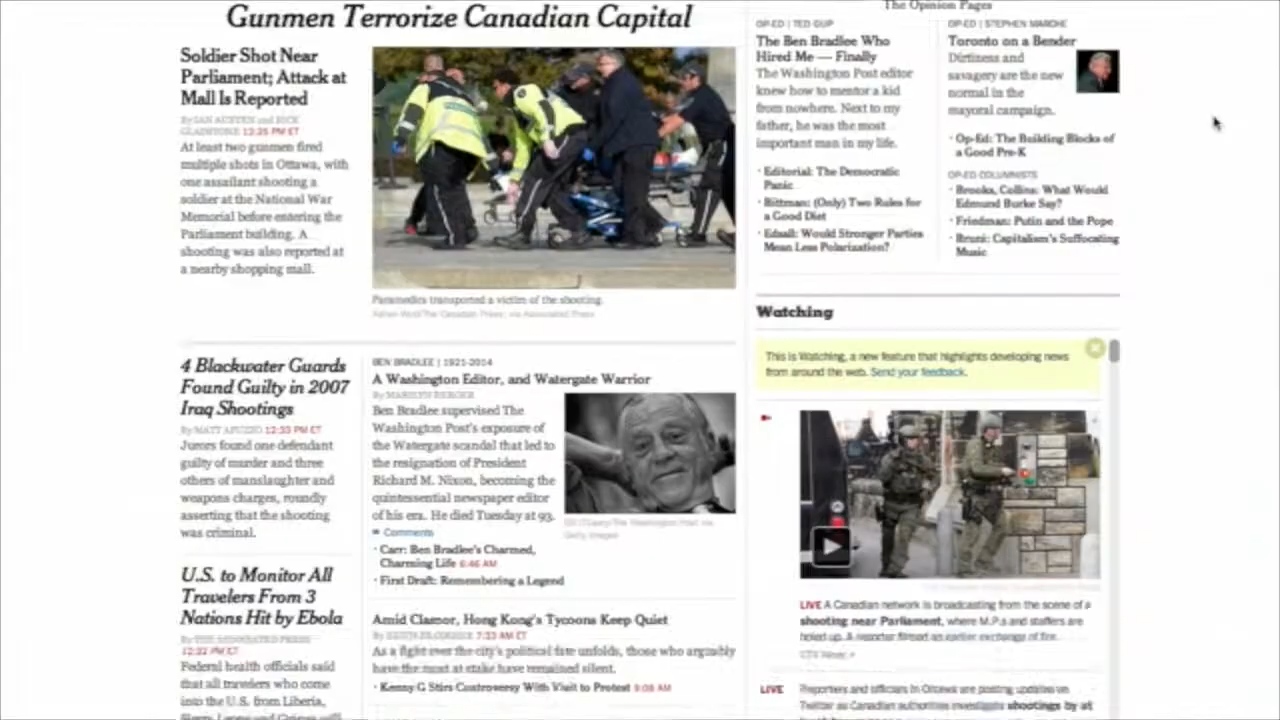 Gunmen Terrorize Canadian Capital
Soldier Shot Near
Parliament; Attack at
Mall Is Reported
By IAN AUSTEN and RICK
GLADSTONE 12:25 PM ET
At least two gunmen fired
multiple shots in Ottawa, with
one assailant shooting a
soldier at the National War
Memorial before entering the
Parliament building. A
shooting was also reported at
a nearby shopping mall.
Paramedics transported a victim of the shooting.
Adrian Wyld/The Canadian Press, via Associated Press
4 Blackwater Guards
Found Guilty in 2007
Iraq Shootings
By MATT APUZZO 12:33 PM ET
Jurors found one defendant
guilty of murder and three
others of manslaughter and
weapons charges, roundly
asserting that the shooting
was criminal.
U.S. to Monitor All
Travelers From 3
Nations Hit by Ebola
By THE ASSOCIATED PRESS
12:32 PM ET
Federal health officials said
that all travelers who come
into the U.S. from Liberia,
BEN BRADLEE | 1921-2014
A Washington Editor, and Watergate Warrior
By MARILYN BERGER
Ben Bradlee supervised The
Washington Post's exposure of
the Watergate scandal that led to
the resignation of President
Richard M. Nixon, becoming the
quintessential newspaper editor
of his era. He died Tuesday at 93.
Comments
· Carr: Ben Bradlee's Charmed,
Charming Life 6:46 AM
· First Draft: Remembering a Legend
Getty Images
Amid Clamor, Hong Kong's Tycoons Keep Quiet
7:33 AM ET
As a fight over the city's political fate unfolds, those who arguably
have the most at stake have remained silent.
· Kenny G Stirs Controversy With Visit to Protest 9:08 AM
The Opinion Pages
OP-ED | TED GUP
The Ben Bradlee Who
Hired Me — Finally
The Washington Post editor
knew how to mentor a kid
from nowhere. Next to my
father, he was the most
important man in my life.
· Editorial: The Democratic
Panic
· Bittman: (Only) Two Rules for
a Good Diet
· Edsall: Would Stronger Parties
Mean Less Polarization?
OP-ED | STEPHEN MARCHE
Toronto on a Bender
Dirtiness and
savagery are the new
normal in the
mayoral campaign.
· Op-Ed: The Building Blocks of
a Good Pre-K
OP-ED COLUMNISTS
· Brooks, Collins: What Would
Edmund Burke Say?
· Friedman: Putin and the Pope
· Bruni: Capitalism's Suffocating
Music
Watching
This is Watching, a new feature that highlights developing news
from around the web. Send your feedback.
LIVE A Canadian network is broadcasting from the scene of a
shooting near Parliament, where M.P.s and staffers are
holed up. A reporter filmed an earlier exchange of fire.
CTV News »
LIVE Reporters and officials in Ottawa are posting updates on
Twitter as Canadian authorities investigate shootings by at